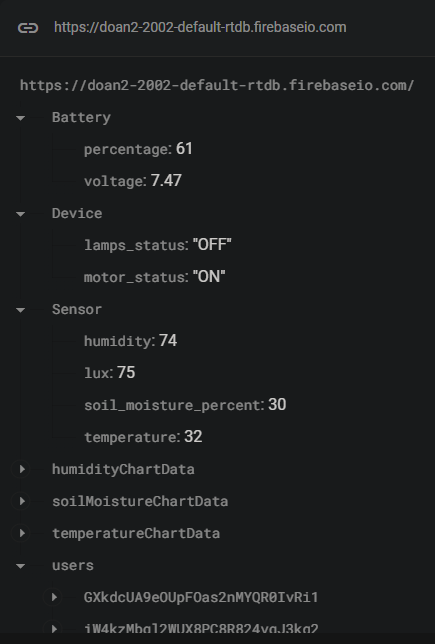 https://doan2-2002-default-rtdb.firebaseio.com
https://doan2-2002-default-rtdb.firebaseio.com/
Battery
percentage: 61
voltage: 7.47
Device
lamps_status: "OFF"
motor_status: "ON"
Sensor
humidity: 74
lux: 75
soil_moisture_percent: 30
temperature: 32
humidityChartData
soilMoistureChartData
temperatureChartData
users
GXkdcUA9eOUpFOas2nMYQR0IvRi1